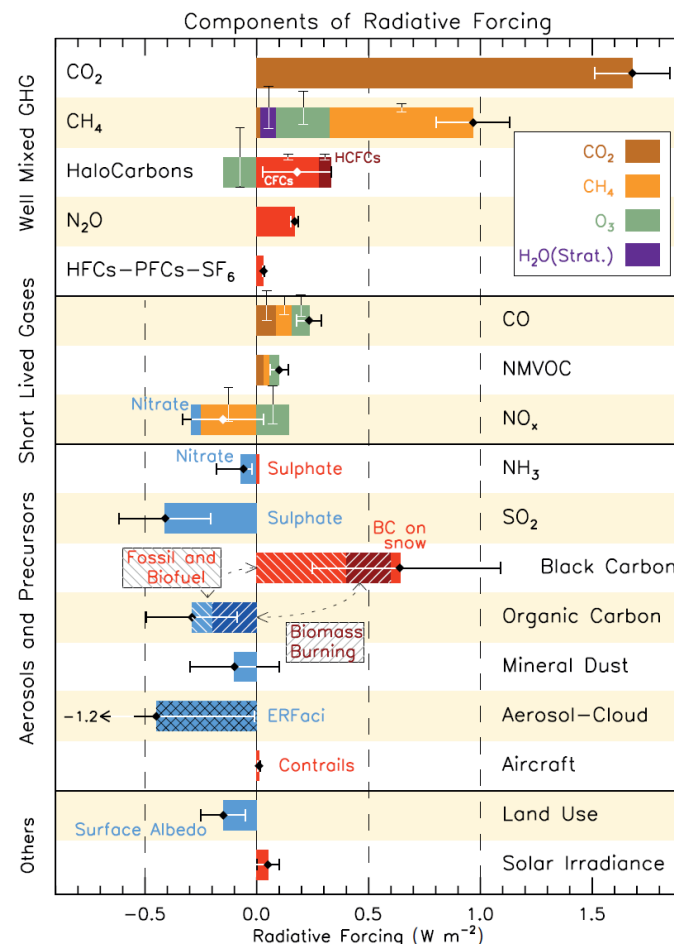 Components of Radiative Forcing
Well Mixed GHG
CO₂
CH₄
HaloCarbons
CFCs
HCFCs
N₂O
HFCs−PFCs−SF₆
CO₂
CH₄
O₃
H₂O(Strat.)
Short Lived Gases
CO
NMVOC
Nitrate
NOₓ
Aerosols and Precursors
Nitrate
Sulphate
NH₃
Sulphate
SO₂
BC on
snow
Black Carbon
Fossil and
Biofuel
Organic Carbon
Biomass
Burning
Mineral Dust
−1.2
ERFaci
Aerosol−Cloud
Contrails
Aircraft
Others
Surface Albedo
Land Use
Solar Irradiance
−0.5 0.0 0.5 1.0 1.5
Radiative Forcing (W m⁻²)